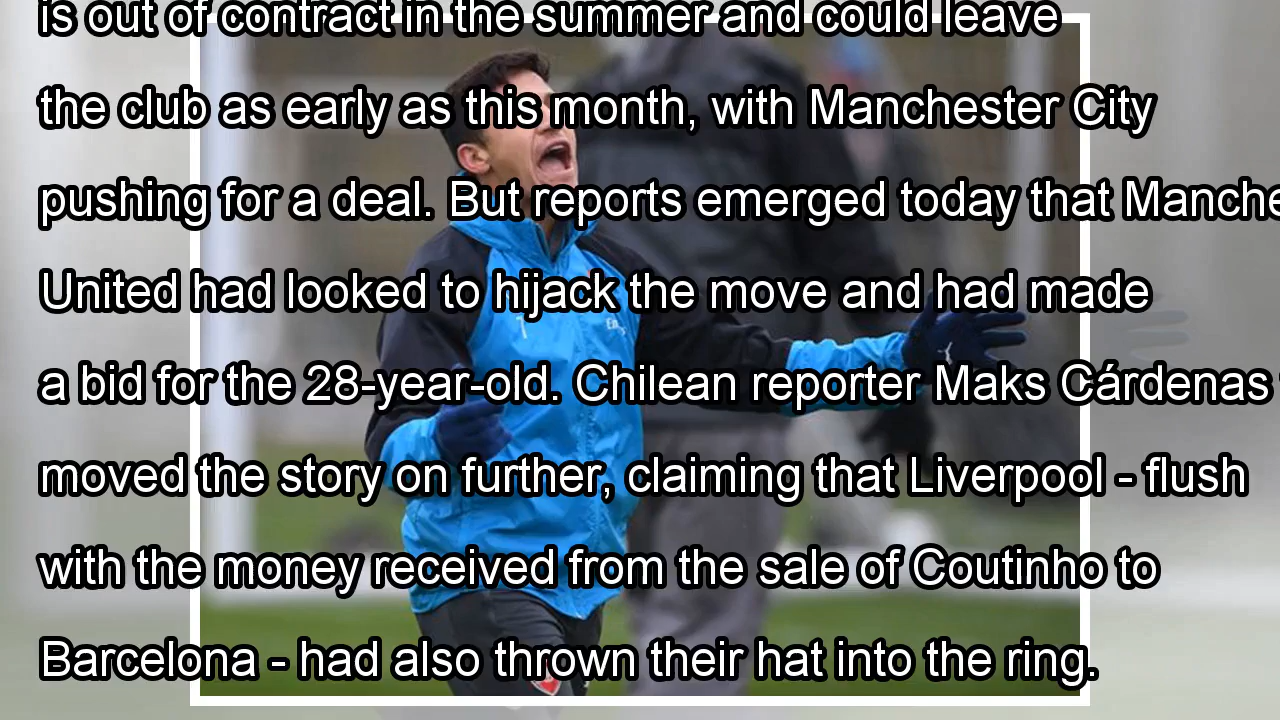 is out of contract in the summer and could leave
the club as early as this month, with Manchester City
pushing for a deal. But reports emerged today that
United had looked to hijack the move and had made
a bid for the 28-year-old. Chilean reporter Maks Cárdenas
moved the story on further, claiming that Liverpool - flush
with the money received from the sale of Coutinho to
Barcelona - had also thrown their hat into the ring.